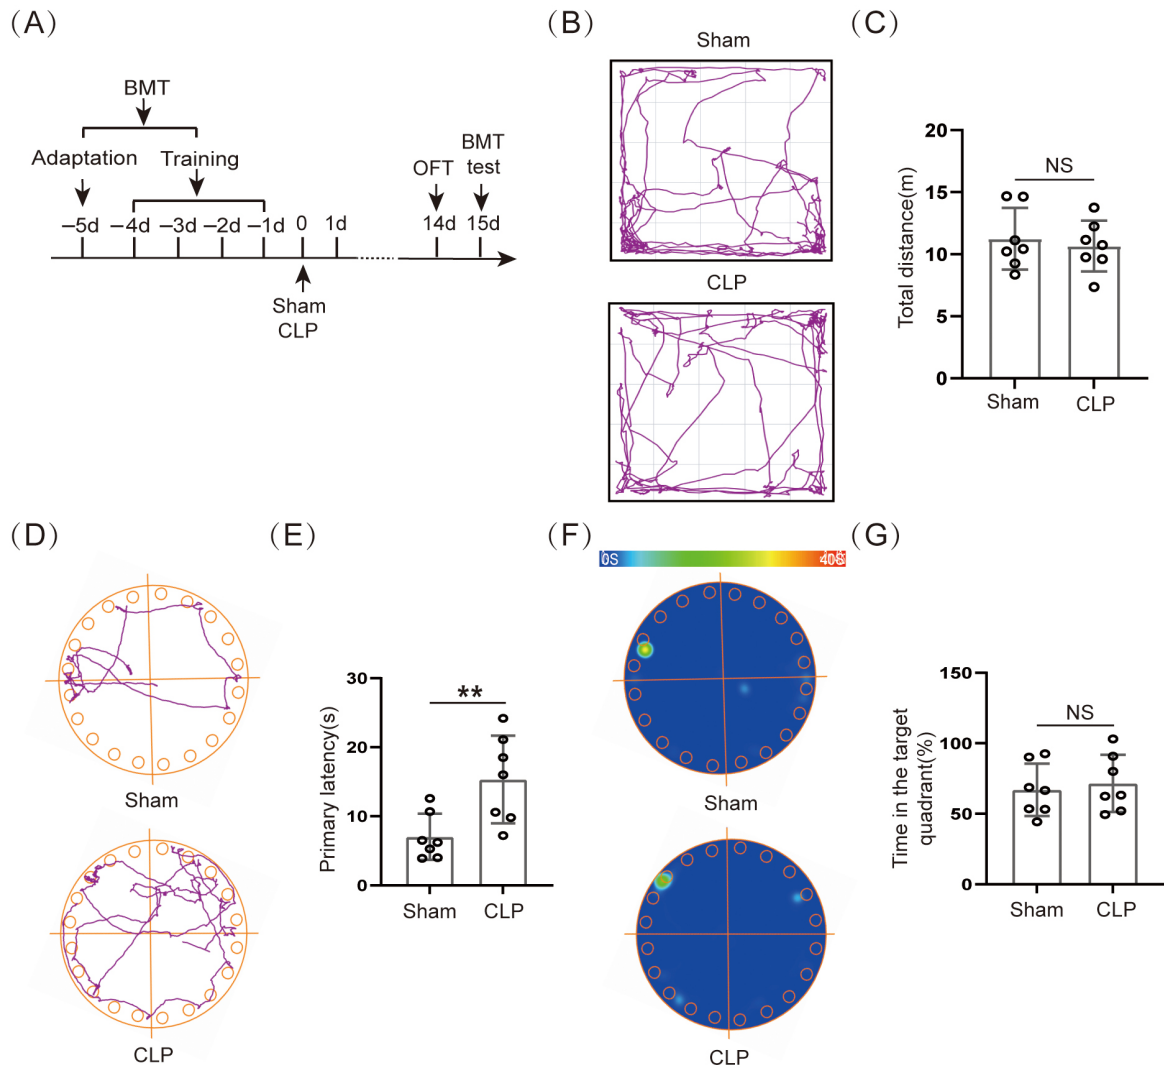 (A)
BMT
Adaptation
Training
–5d
–4d
–3d
–2d
–1d
0
1d
OFT
14d
BMT
test
15d
Sham
CLP
(B)
Sham
CLP
(C)
Total distance(m)
20
15
10
5
0
NS
Sham
CLP
(D)
Sham
CLP
(E)
Primary latency(s)
30
20
10
0
**
Sham
CLP
(F)
0S
40S
Sham
CLP
(G)
Time in the target
quadrant(%)
150
100
50
0
NS
Sham
CLP